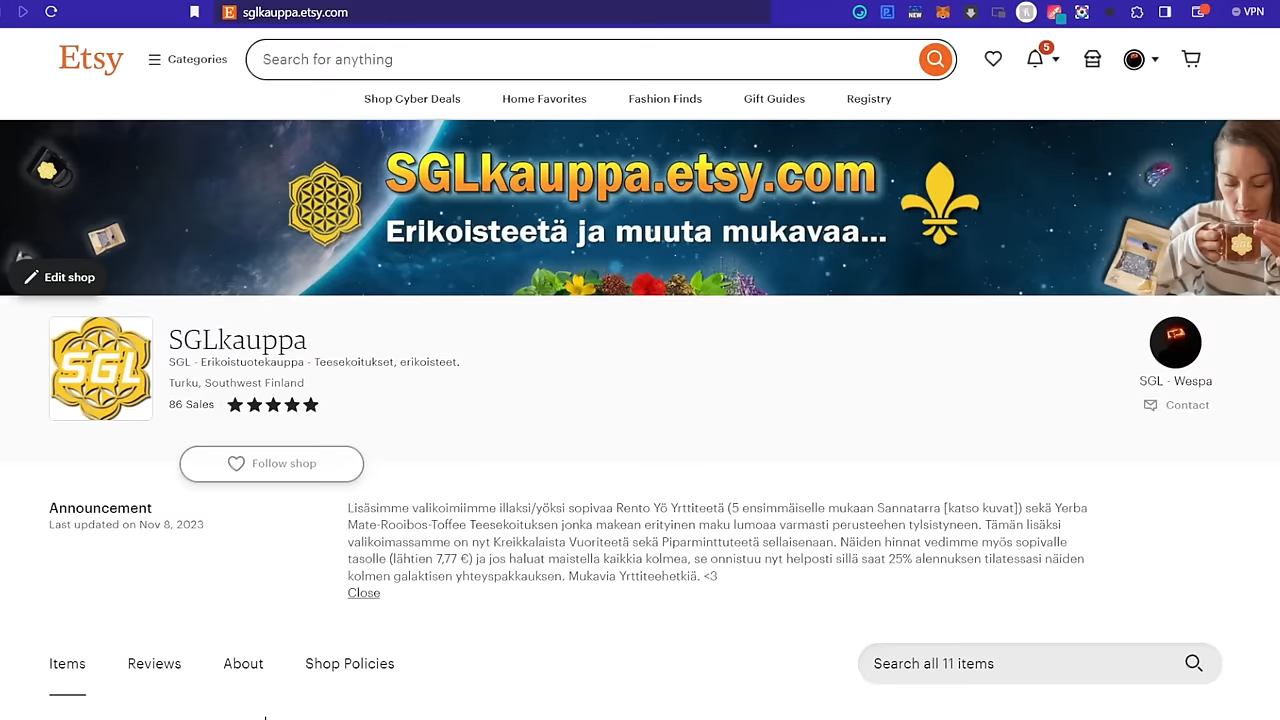 sglkauppa.etsy.com
NEW
VPN
Etsy
Categories
Search for anything
5
Shop Cyber Deals
Home Favorites
Fashion Finds
Gift Guides
Registry
SGLkauppa.etsy.com
Erikoisteetä ja muuta mukavaa...
SGL
Edit shop
SGL
SGLkauppa
SGL - Erikoistuotekauppa - Teesekoitukset, erikoisteet.
Turku, Southwest Finland
86 Sales
SGL - Wespa
Contact
Follow shop
Announcement
Last updated on Nov 8, 2023
Lisäsimme valikoimiimme illaksi/yöksi sopivaa Rento Yö Yrttiteetä (5 ensimmäiselle mukaan Sannatarra [katso kuvat]) sekä Yerba
Mate-Rooibos-Toffee Teesekoituksen jonka makean erityinen maku lumoaa varmasti perusteehen tylsistyneen. Tämän lisäksi
valikoimassamme on nyt Kreikkalaista Vuoriteetä sekä Piparminttuteetä sellaisenaan. Näiden hinnat vedimme myös sopivalle
tasolle (lähtien 7,77 €) ja jos haluat maistella kaikkia kolmea, se onnistuu nyt helposti sillä saat 25% alennuksen tilatessasi näiden
kolmen galaktisen yhteyspakkauksen. Mukavia Yrttiteehetkiä. <3
Close
Items
Reviews
About
Shop Policies
Search all 11 items